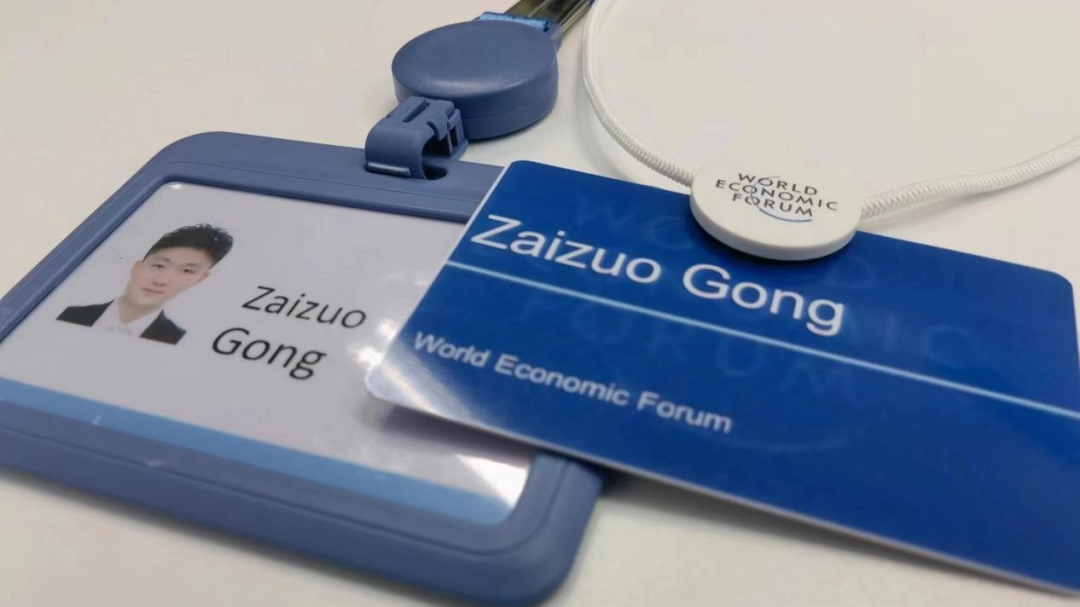 Zaizuo
Gong
WORLD
ECONOMIC
FORUM
Zaizuo Gong
World Economic Forum